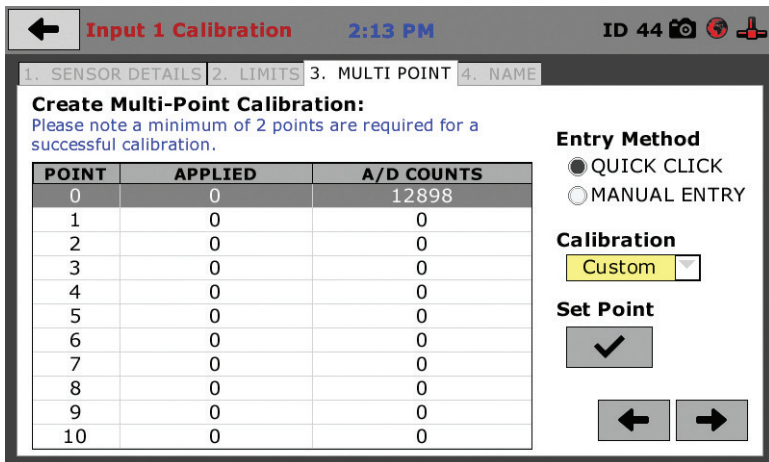 Input 1 Calibration 2:13 PM ID 44
1. SENSOR DETAILS 2. LIMITS 3. MULTI POINT 4. NAME
Create Multi-Point Calibration:
Please note a minimum of 2 points are required for a
successful calibration.
POINT APPLIED A/D COUNTS
0 0 12898
1 0 0
2 0 0
3 0 0
4 0 0
5 0 0
6 0 0
7 0 0
8 0 0
9 0 0
10 0 0
Entry Method
QUICK CLICK
MANUAL ENTRY
Calibration
Custom
Set Point